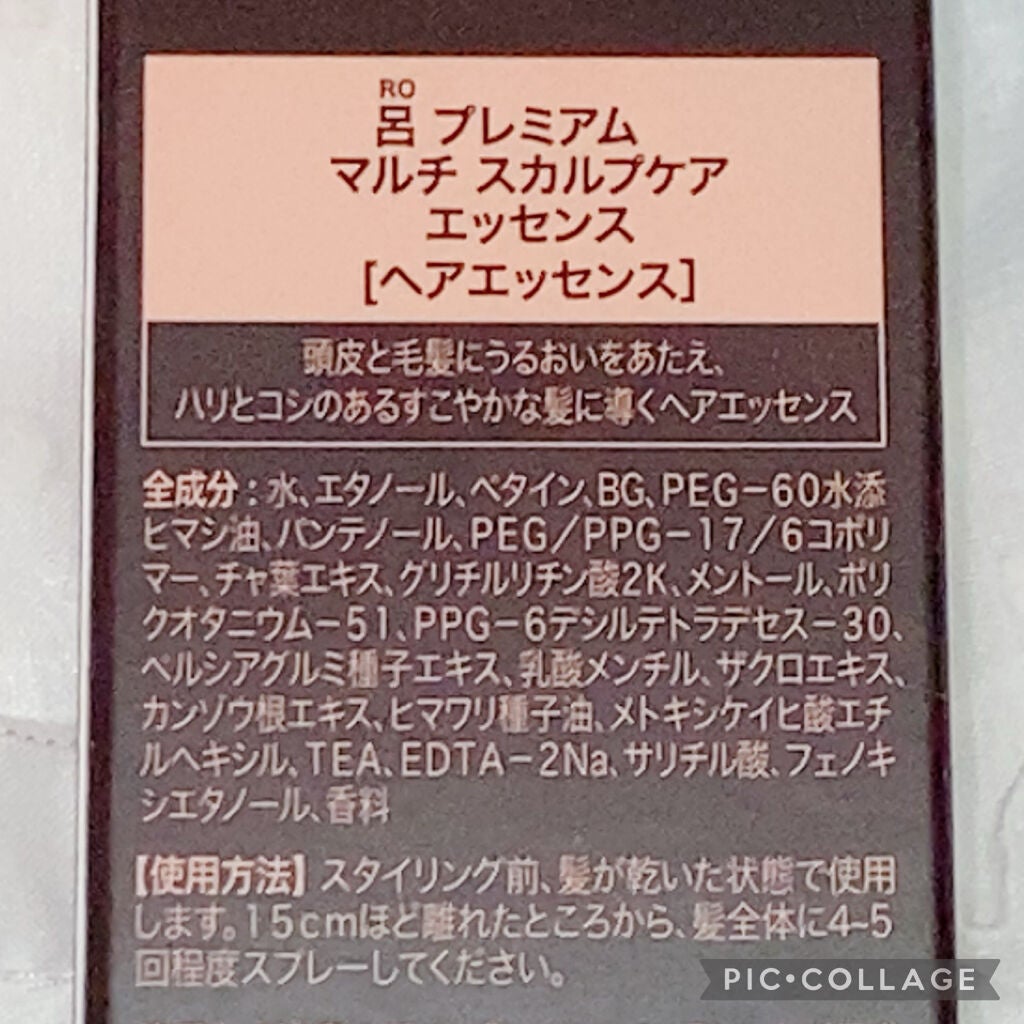 RO
呂 プレミアム
マルチ スカルプケア
エッセンス
[ヘアエッセンス]
頭皮と毛髪にうるおいをあたえ、
ハリとコシのあるすこやかな髪に導くヘアエッセンス
全成分：水、エタノール、ベタイン、BG、PEG－60水添
ヒマシ油、パンテノール、PEG／PPG－17／6コポリ
マー、チャ葉エキス、グリチルリチン酸2K、メントール、ポリ
クオタニウム－51、PPG－6デシルテトラデセス－30、
ペルシアグルミ種子エキス、乳酸メンチル、ザクロエキス、
カンゾウ根エキス、ヒマワリ種子油、メトキシケイヒ酸エチ
ルヘキシル、TEA、EDTA－2Na、サリチル酸、フェノキ
シエタノール、香料
【使用方法】スタイリング前、髪が乾いた状態で使用
します。15cmほど離れたところから、髪全体に4~5
回程度スプレーしてください。
PIC•COLLAGE